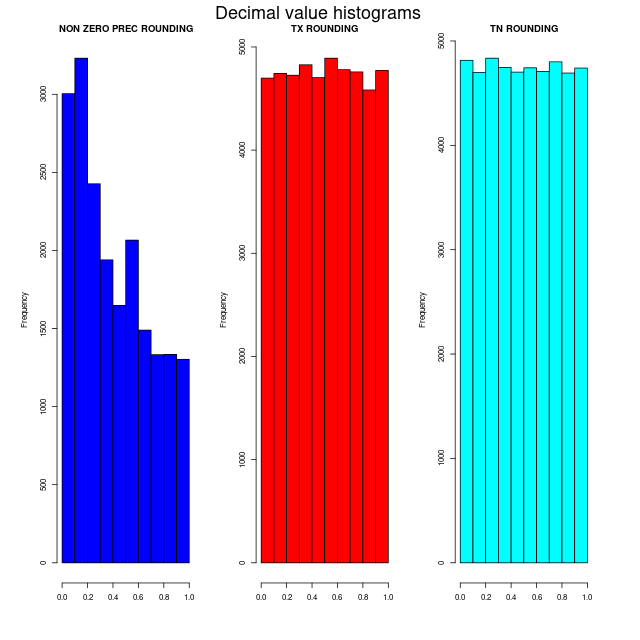 Decimal value histograms
NON ZERO PREC ROUNDING
Frequency
0
500
1000
1500
2000
2500
3000
0.0 0.2 0.4 0.6 0.8 1.0
TX ROUNDING
Frequency
0
1000
2000
3000
4000
5000
0.0 0.2 0.4 0.6 0.8 1.0
TN ROUNDING
Frequency
0
1000
2000
3000
4000
5000
0.0 0.2 0.4 0.6 0.8 1.0